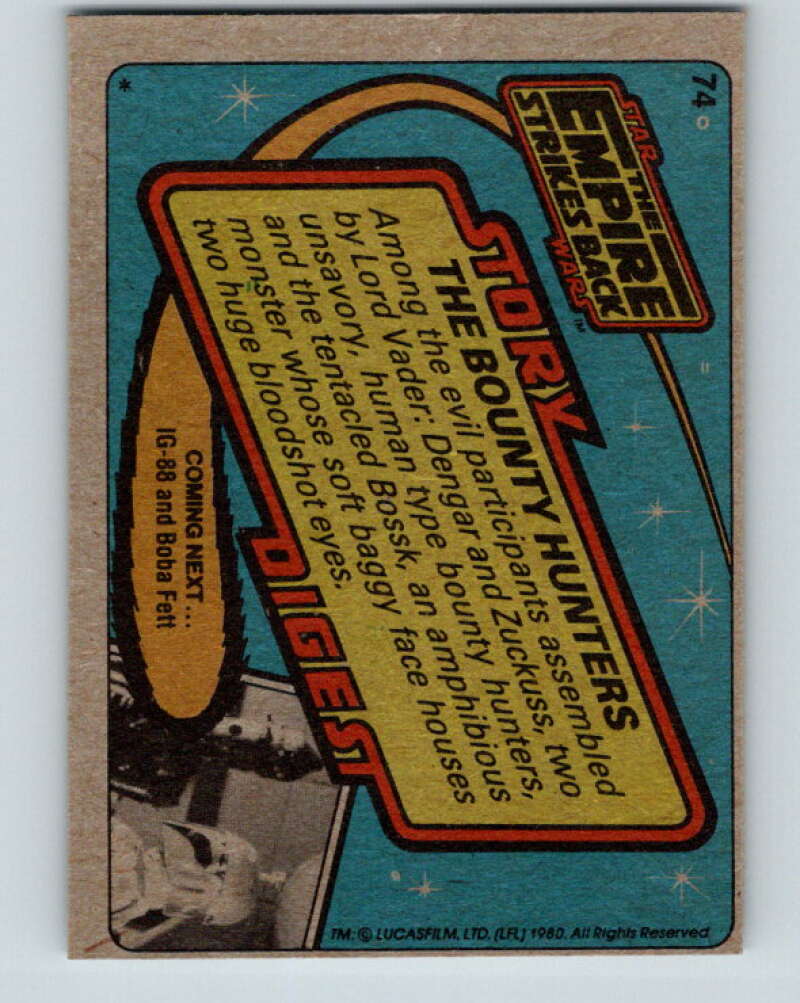 74
STAR
THE
EMPIRE
STRIKES BACK
WARS™
STORY
THE BOUNTY HUNTERS
Among the evil participants assembled
by Lord Vader: Dengar and Zuckuss, two
unsavory, human type bounty hunters,
and the tentacled Bossk, an amphibious
monster whose soft baggy face houses
two huge bloodshot eyes.
DIGEST
COMING NEXT...
IG-88 and Boba Fett
*
TM: © LUCASFILM, LTD. (LFL) 1980. All Rights Reserved